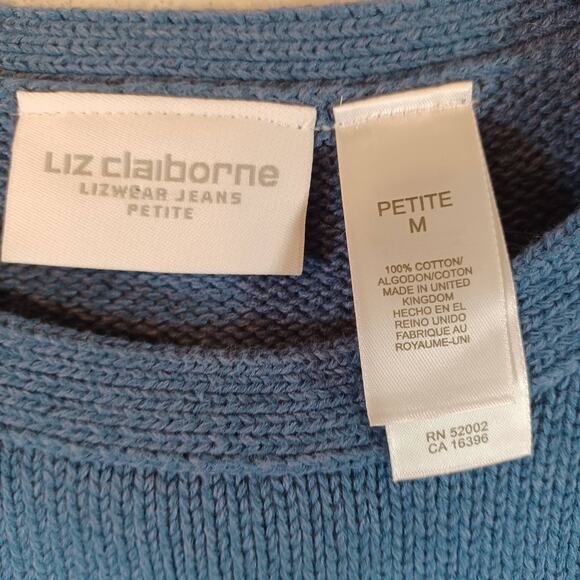 Liz claiborne
LIZWEAR JEANS
PETITE
PETITE
M
100% COTTON/
ALGODON/COTON
MADE IN UNITED
KINGDOM
HECHO EN EL
REINO UNIDO
FABRIQUE AU
ROYAUME-UNI
RN 52002
CA 16396